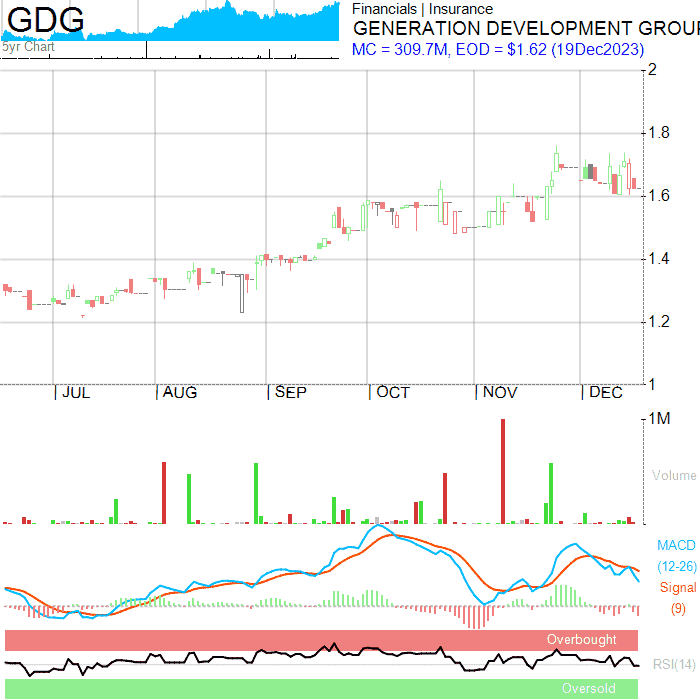 GDG
5yr Chart
Financials | Insurance
GENERATION DEVELOPMENT GROU
MC = 309.7M, EOD = $1.62 (19Dec2023)
2
1.8
1.6
1.4
1.2
1
JUL AUG SEP OCT NOV DEC
1M
Volume
MACD
(12-26)
Signal
(9)
Overbought
RSI(14)
Oversold